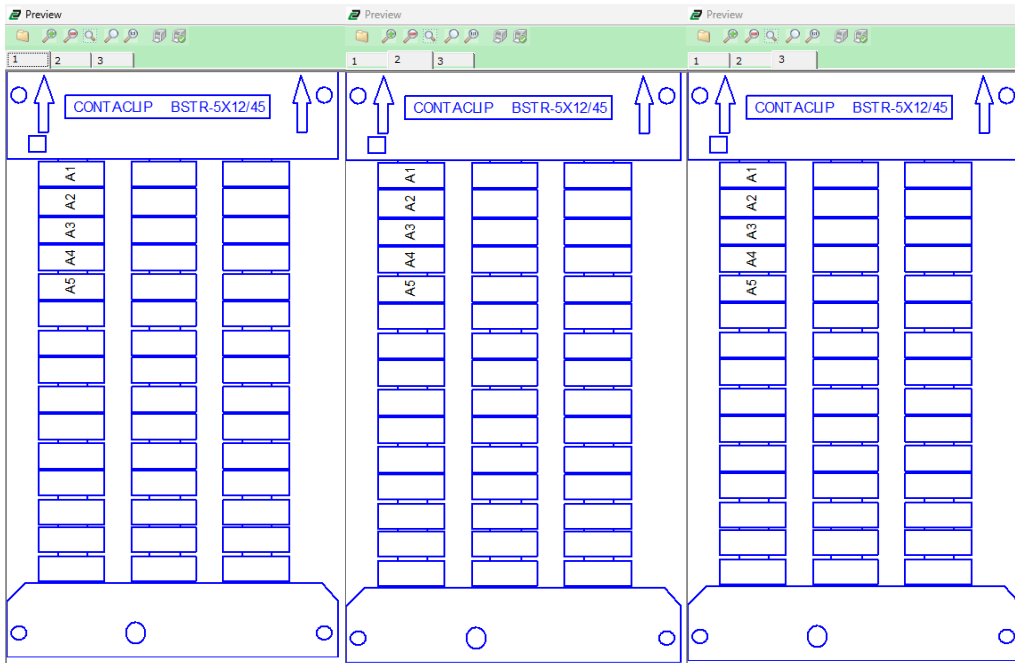 Preview
1 2 3
CONTACLIP BSTR-5X12/45
A1
A2
A3
A4
A5
Preview
1 2 3
CONTACLIP BSTR-5X12/45
A1
A2
A3
A4
A5
Preview
1 2 3
CONTACLIP BSTR-5X12/45
A1
A2
A3
A4
A5